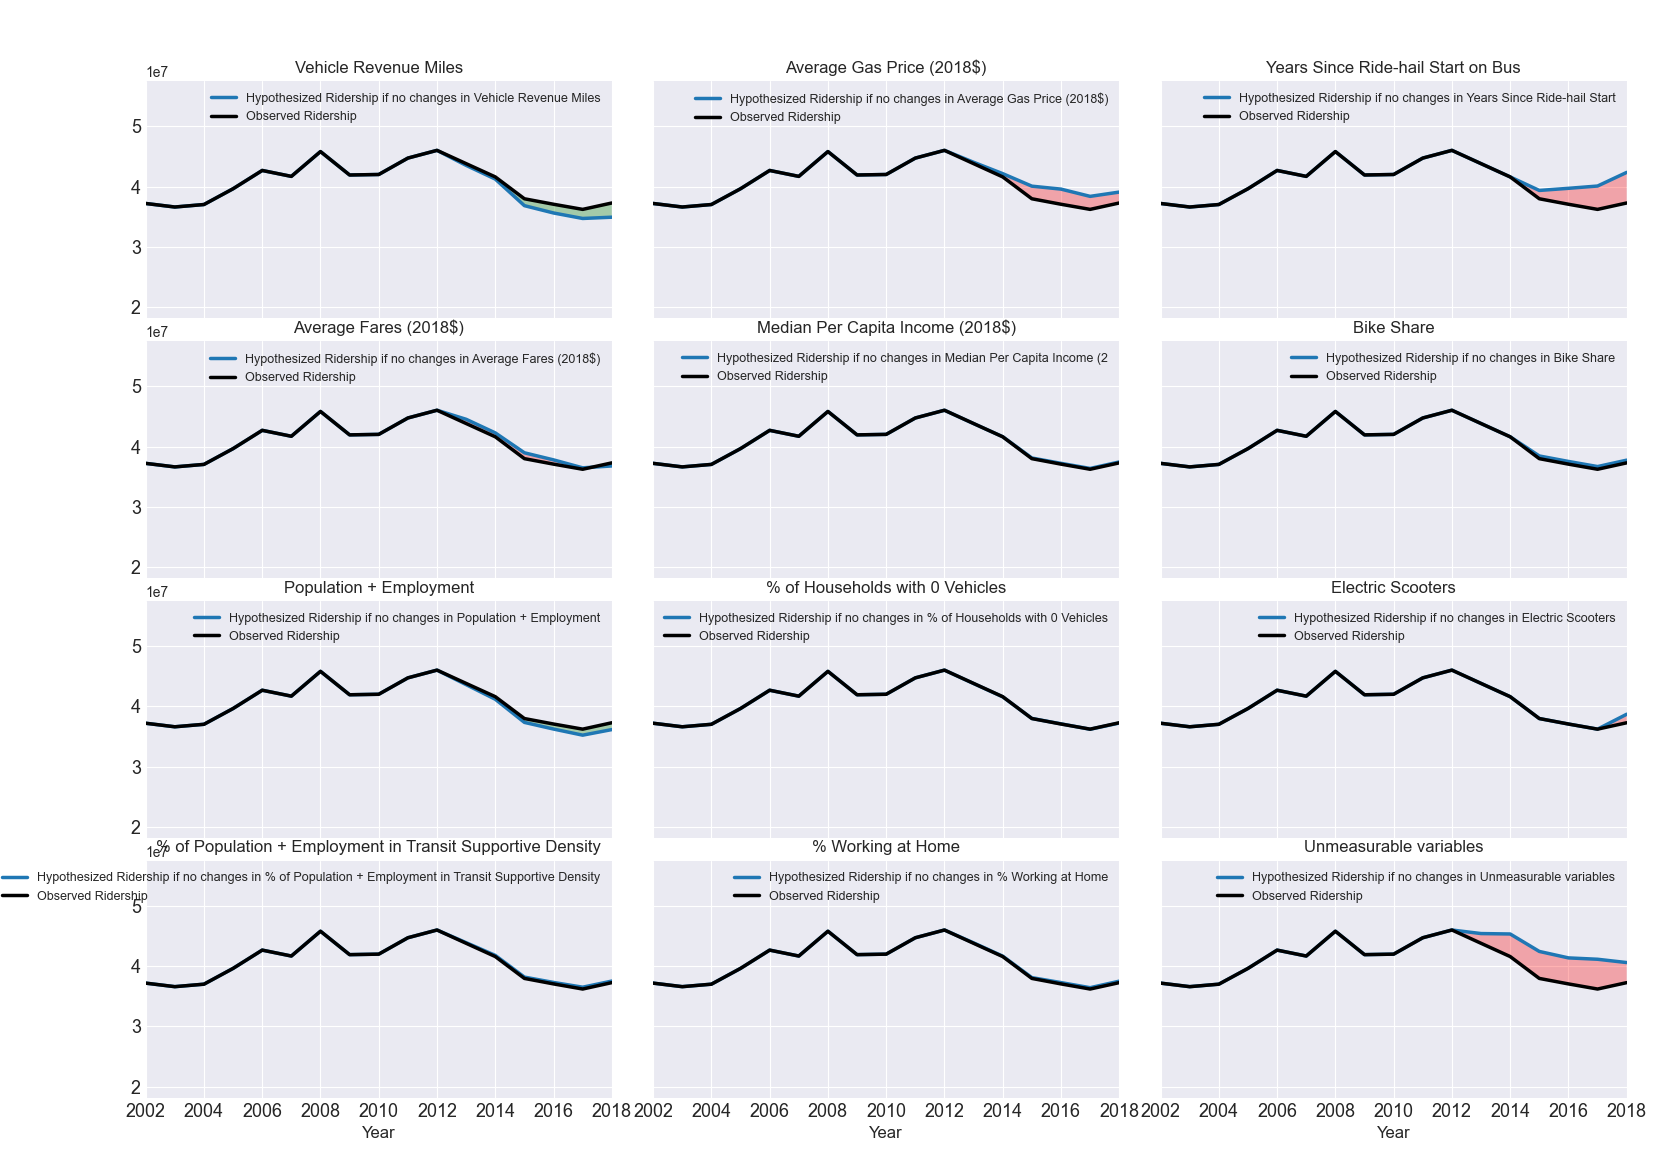 Vehicle Revenue Miles
Average Gas Price (2018$)
Years Since Ride-hail Start on Bus
1e7
Hypothesized Ridership if no changes in Vehicle Revenue Miles
Observed Ridership
Hypothesized Ridership if no changes in Average Gas Price (2018$)
Observed Ridership
Hypothesized Ridership if no changes in Years Since Ride-hail Start
Observed Ridership
5
4
3
2
Average Fares (2018$)
Median Per Capita Income (2018$)
Bike Share
1e7
Hypothesized Ridership if no changes in Average Fares (2018$)
Observed Ridership
Hypothesized Ridership if no changes in Median Per Capita Income (2
Observed Ridership
Hypothesized Ridership if no changes in Bike Share
Observed Ridership
5
4
3
2
Population + Employment
% of Households with 0 Vehicles
Electric Scooters
1e7
Hypothesized Ridership if no changes in Population + Employment
Observed Ridership
Hypothesized Ridership if no changes in % of Households with 0 Vehicles
Observed Ridership
Hypothesized Ridership if no changes in Electric Scooters
Observed Ridership
5
4
3
2
% of Population + Employment in Transit Supportive Density
% Working at Home
Unmeasurable variables
1e7
Hypothesized Ridership if no changes in % of Population + Employment in Transit Supportive Density
Observed Ridership
Hypothesized Ridership if no changes in % Working at Home
Observed Ridership
Hypothesized Ridership if no changes in Unmeasurable variables
Observed Ridership
5
4
3
2
2002 2004 2006 2008 2010 2012 2014 2016 2018
2002 2004 2006 2008 2010 2012 2014 2016 2018
2002 2004 2006 2008 2010 2012 2014 2016 2018
Year
Year
Year